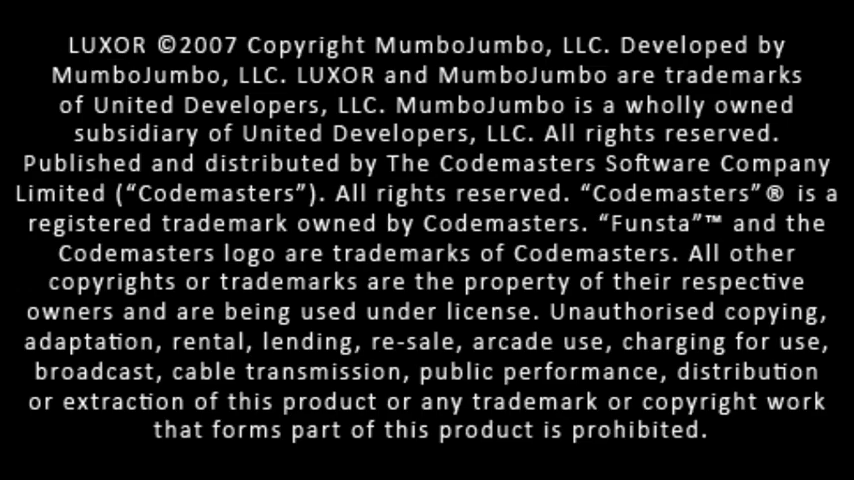 LUXOR ©2007 Copyright MumboJumbo, LLC. Developed by
MumboJumbo, LLC. LUXOR and MumboJumbo are trademarks
of United Developers, LLC. MumboJumbo is a wholly owned
subsidiary of United Developers, LLC. All rights reserved.
Published and distributed by The Codemasters Software Company
Limited (“Codemasters”). All rights reserved. “Codemasters”® is a
registered trademark owned by Codemasters. “Funsta”™ and the
Codemasters logo are trademarks of Codemasters. All other
copyrights or trademarks are the property of their respective
owners and are being used under license. Unauthorised copying,
adaptation, rental, lending, re-sale, arcade use, charging for use,
broadcast, cable transmission, public performance, distribution
or extraction of this product or any trademark or copyright work
that forms part of this product is prohibited.